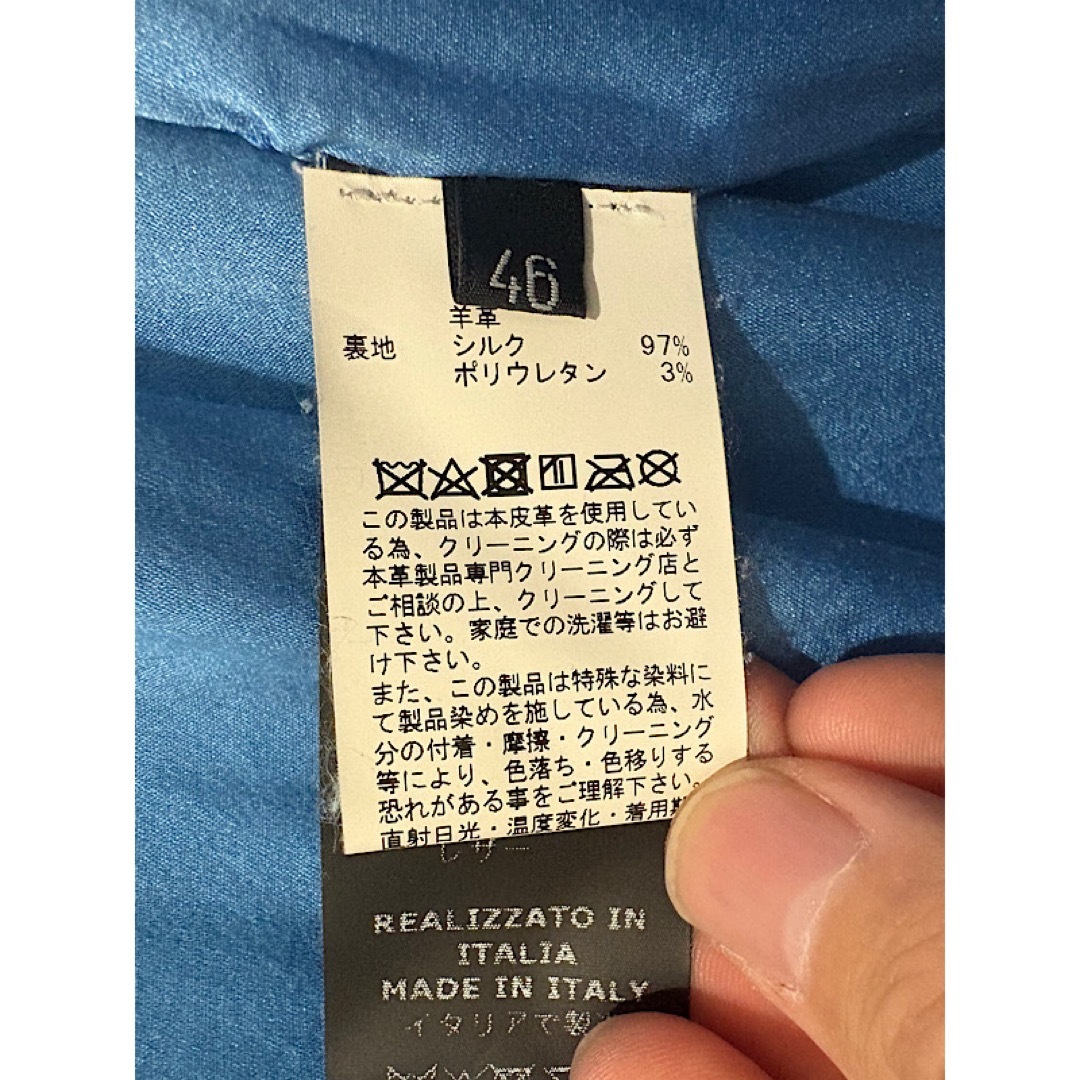 46
羊革
裏地 シルク 97%
ポリウレタン 3%
この製品は本皮革を使用してい
る為、クリーニングの際は必ず
本革製品専門クリーニング店と
ご相談の上、クリーニングして
下さい。家庭での洗濯等はお避
け下さい。
また、この製品は特殊な染料に
て製品染めを施している為、水
分の付着・摩擦・クリーニング
等により、色落ち・色移りする
恐れがある事をご理解下さい。
直射日光・温度変化・着用期
レザー
REALIZZATO IN
ITALIA
MADE IN ITALY
イタリアで製